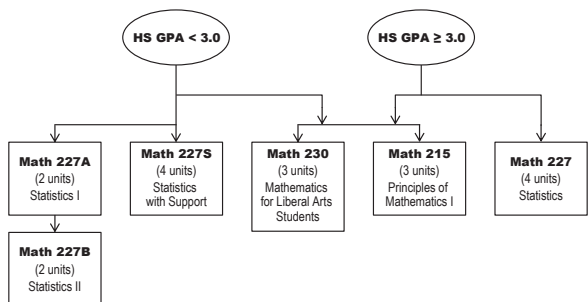 HS GPA < 3.0
HS GPA ≥ 3.0
Math 227A
(2 units)
Statistics I
Math 227S
(4 units)
Statistics
with Support
Math 230
(3 units)
Mathematics
for Liberal Arts
Students
Math 215
(3 units)
Principles of
Mathematics I
Math 227
(4 units)
Statistics
Math 227B
(2 units)
Statistics II